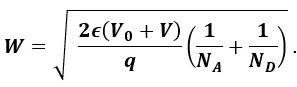 W = √(2ϵ(V₀ + V)/q (1/N_A + 1/N_D)) .